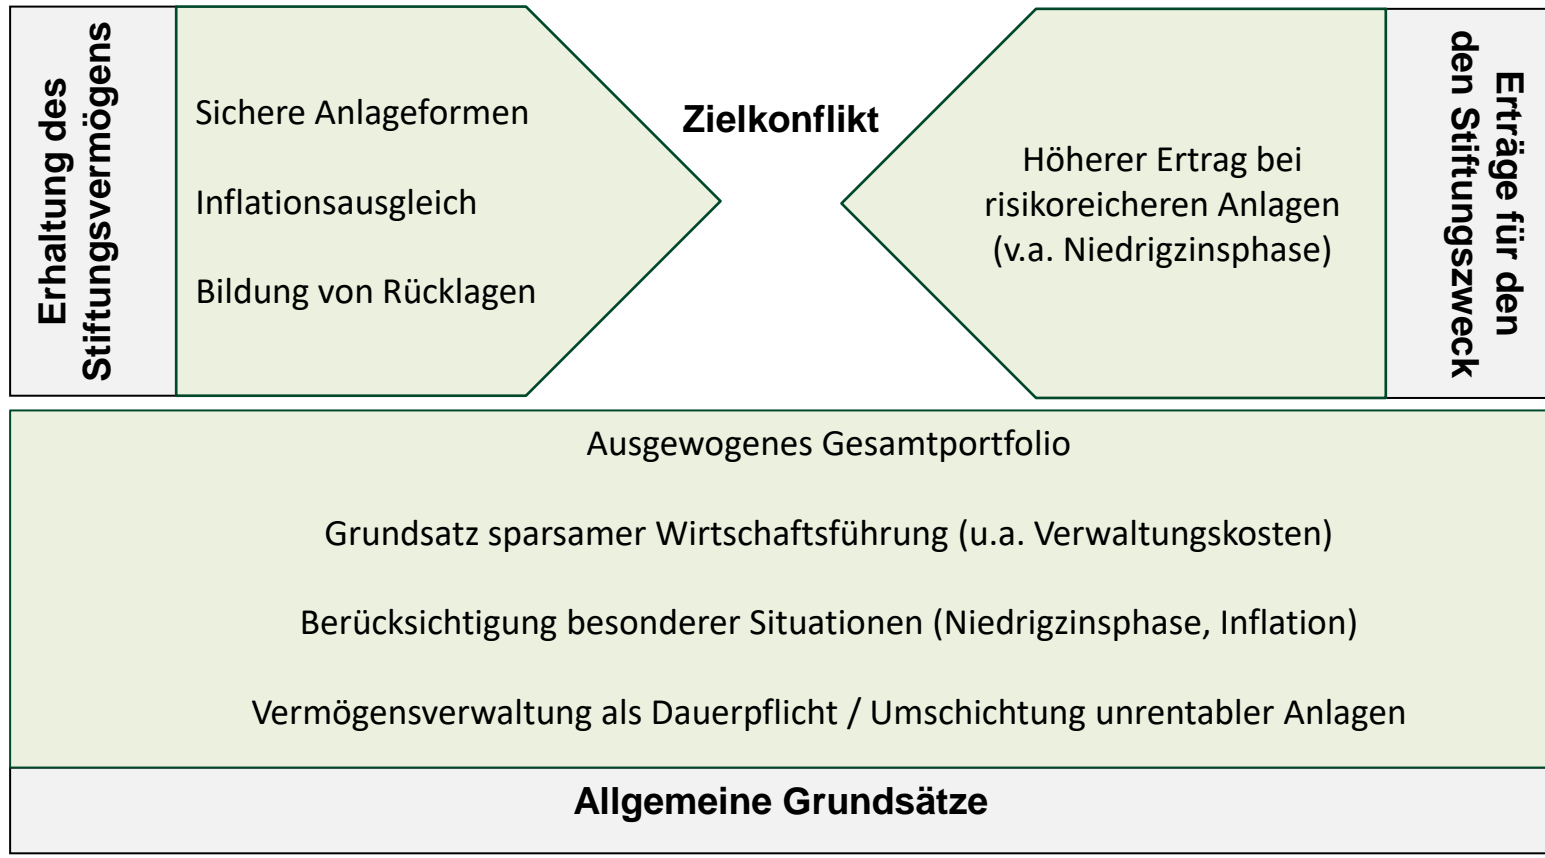 Erhaltung des
Stiftungsvermögens
Sichere Anlageformen
Inflationsausgleich
Bildung von Rücklagen
Zielkonflikt
Höherer Ertrag bei
risikoreicheren Anlagen
(v.a. Niedrigzinsphase)
Erträge für den
den Stiftungszweck
Ausgewogenes Gesamtportfolio
Grundsatz sparsamer Wirtschaftsführung (u.a. Verwaltungskosten)
Berücksichtigung besonderer Situationen (Niedrigzinsphase, Inflation)
Vermögensverwaltung als Dauerpflicht / Umschichtung unrentabler Anlagen
Allgemeine Grundsätze